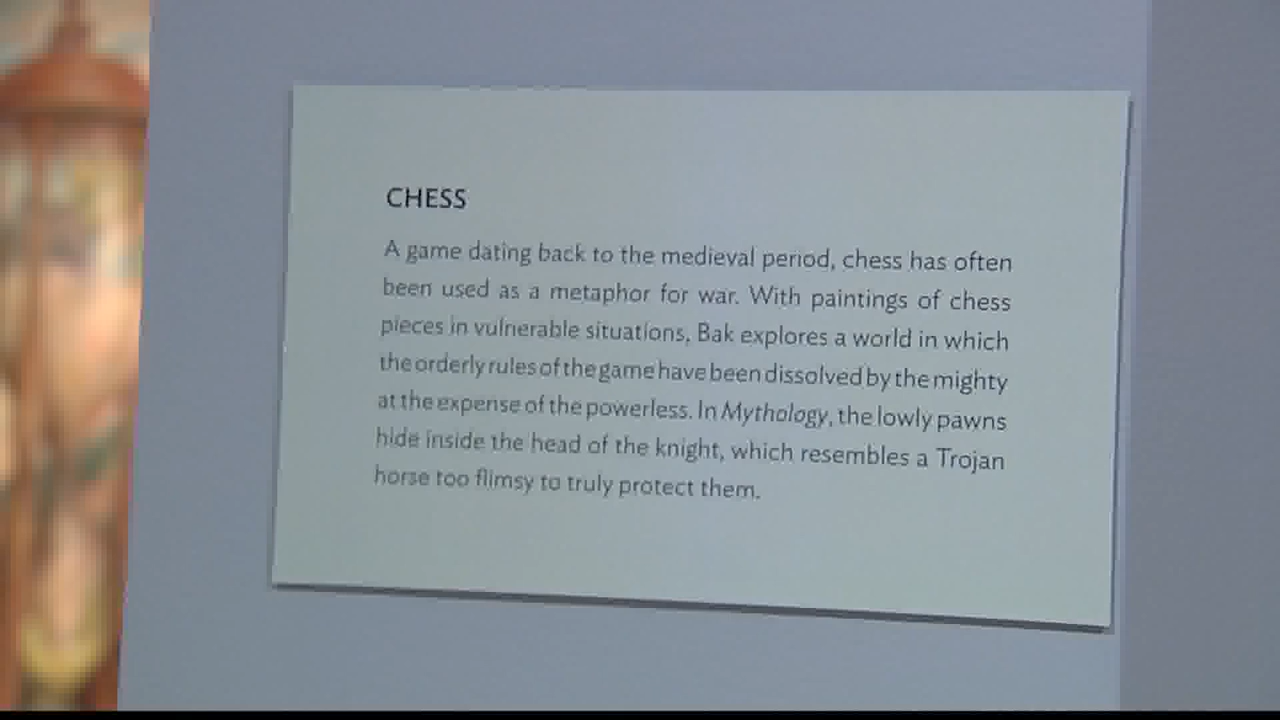 CHESS
A game dating back to the medieval period, chess has often
been used as a metaphor for war. With paintings of chess
pieces in vulnerable situations, Bak explores a world in which
the orderly rules of the game have been dissolved by the mighty
at the expense of the powerless. In Mythology, the lowly pawns
hide inside the head of the knight, which resembles a Trojan
horse too flimsy to truly protect them.